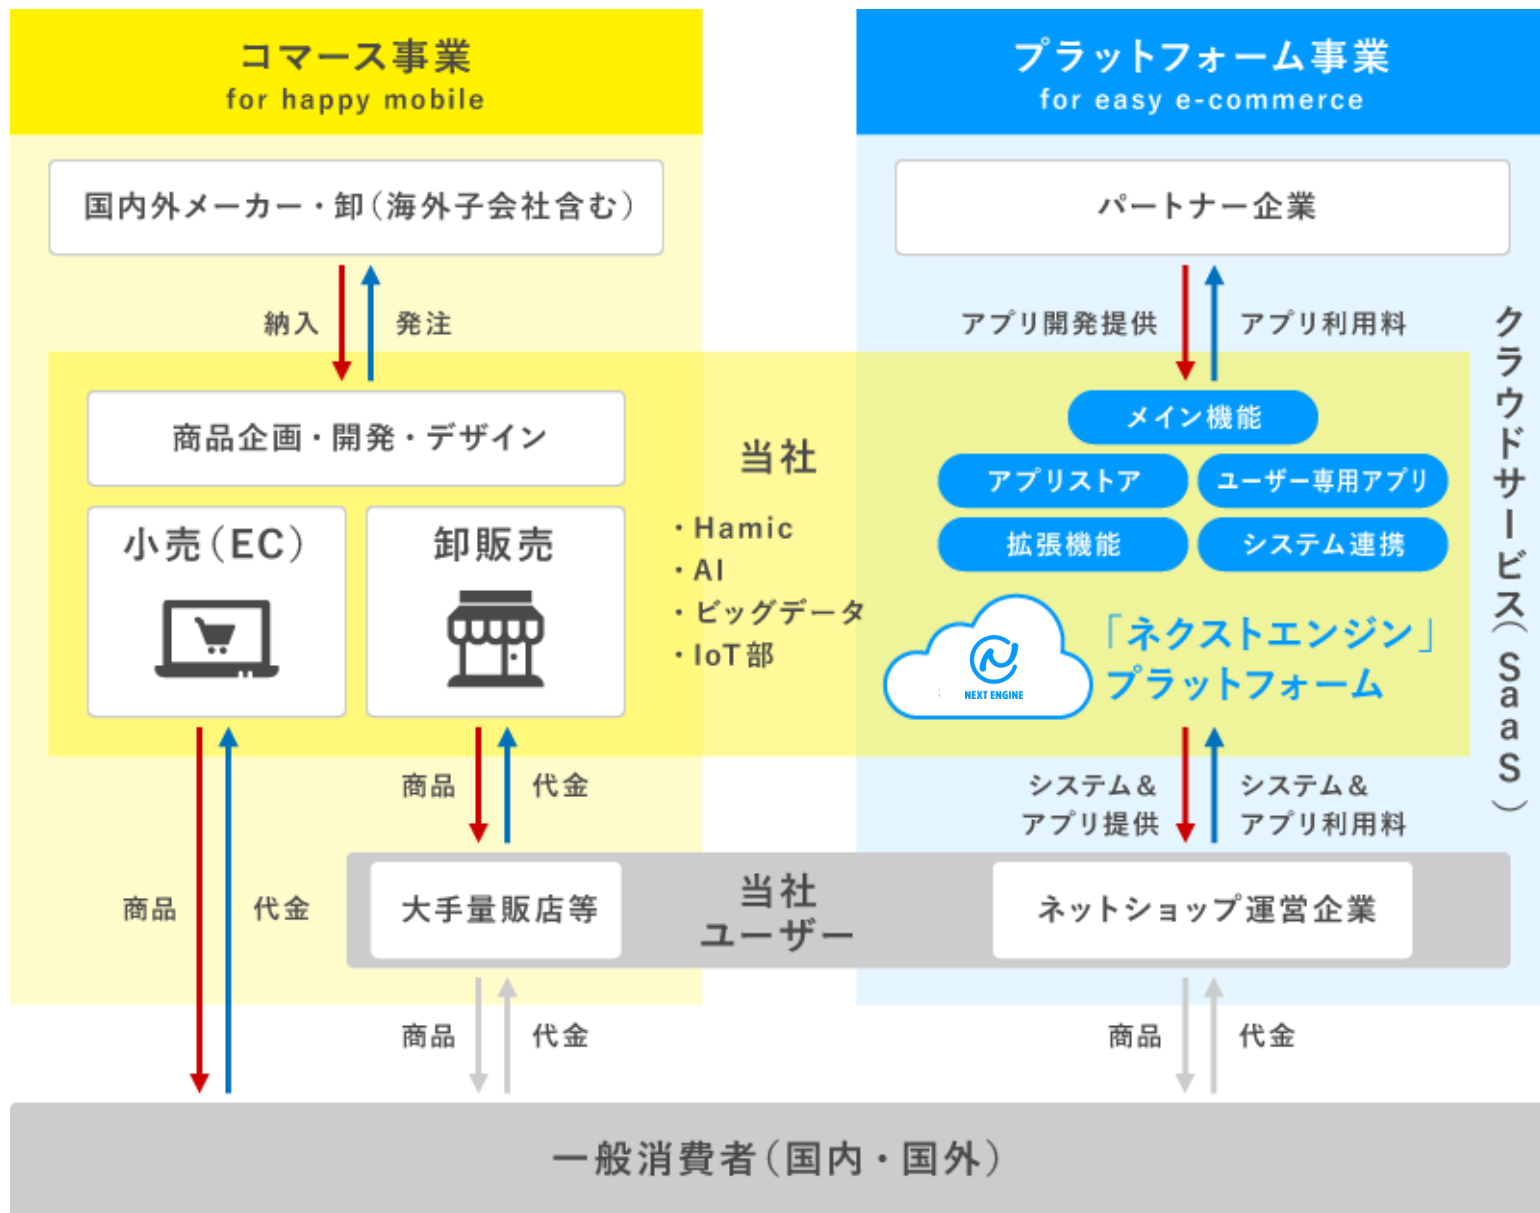 コマース事業
for happy mobile
プラットフォーム事業
for easy e-commerce
国内外メーカー・卸(海外子会社含む)
パートナー企業
納入
発注
アプリ開発提供
アプリ利用料
クラウドサービス(SaaS)
商品企画・開発・デザイン
小売(EC)
卸販売
当社
・Hamic
・AI
・ビッグデータ
・IoT部
メイン機能
アプリストア
ユーザー専用アプリ
拡張機能
システム連携
NEXT ENGINE
「ネクストエンジン」
プラットフォーム
商品
代金
商品
代金
システム&
アプリ提供
システム&
アプリ利用料
大手量販店等
当社
ユーザー
ネットショップ運営企業
商品
代金
商品
代金
一般消費者(国内・国外)